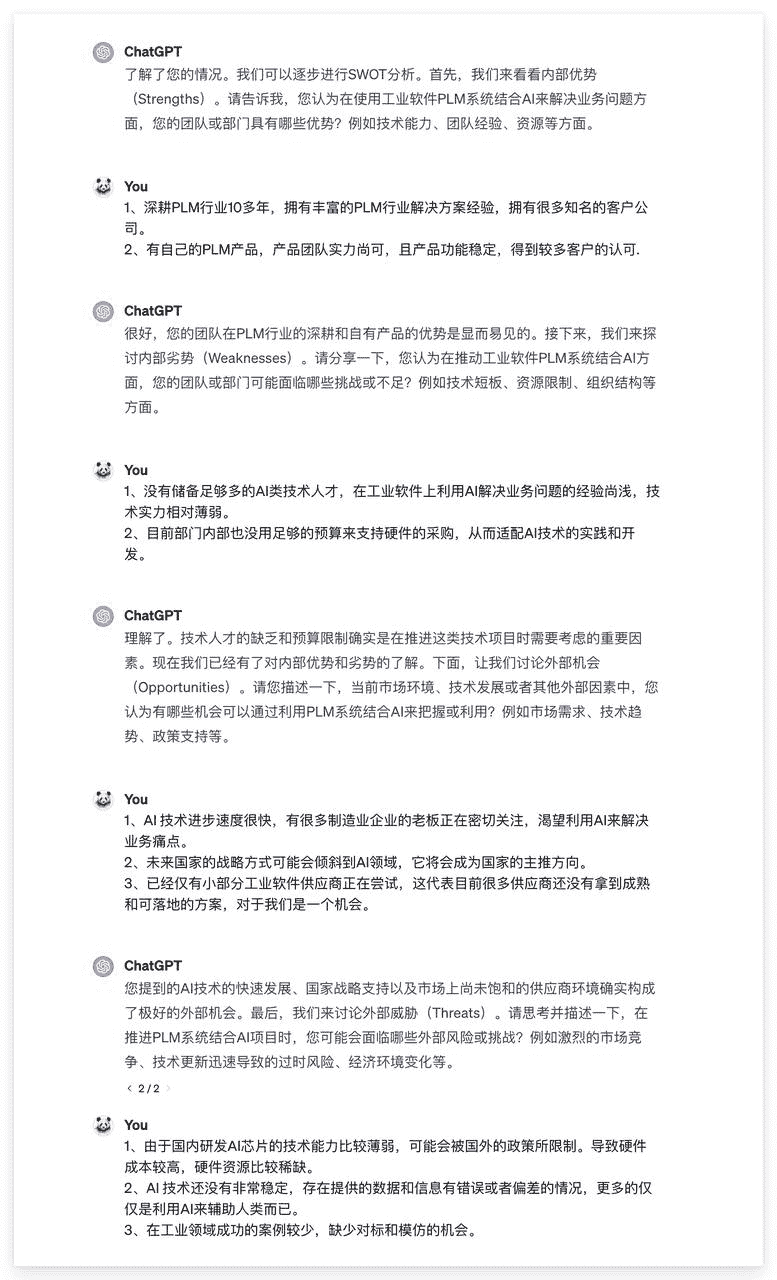 ChatGPT
了解了您的情况。我们可以逐步进行SWOT分析。首先，我们来看看内部优势
（Strengths）。请告诉我，您认为在使用工业软件PLM系统结合AI来解决业务问题方
面，您的团队或部门具有哪些优势？例如技术能力、团队经验、资源等方面。
You
1、深耕PLM行业10多年，拥有丰富的PLM行业解决方案经验，拥有很多知名的客户公
司。
2、有自己的PLM产品，产品团队实力尚可，且产品功能稳定，得到较多客户的认可.
ChatGPT
很好，您的团队在PLM行业的深耕和自有产品的优势是显而易见的。接下来，我们来探
讨内部劣势（Weaknesses）。请分享一下，您认为在推动工业软件PLM系统结合AI方
面，您的团队或部门可能面临哪些挑战或不足？例如技术短板、资源限制、组织结构等
方面。
You
1、没有储备足够多的AI类技术人才，在工业软件上利用AI解决业务问题的经验尚浅，技
术实力相对薄弱。
2、目前部门内部也没用足够的预算来支持硬件的采购，从而适配AI技术的实践和开
发。
ChatGPT
理解了。技术人才的缺乏和预算限制确实是在推进这类技术项目时需要考虑的重要因
素。现在我们已经有了对内部优势和劣势的了解。下面，让我们讨论外部机会
（Opportunities）。请您描述一下，当前市场环境、技术发展或者其他外部因素中，您
认为有哪些机会可以通过利用PLM系统结合AI来把握或利用？例如市场需求、技术趋
势、政策支持等。
You
1、AI 技术进步速度很快，有很多制造业企业的老板正在密切关注，渴望利用AI来解决
业务痛点。
2、未来国家的战略方式可能会倾斜到AI领域，它将会成为国家的主推方向。
3、已经仅有小部分工业软件供应商正在尝试，这代表目前很多供应商还没有拿到成熟
和可落地的方案，对于我们是一个机会。
ChatGPT
您提到的AI技术的快速发展、国家战略支持以及市场上尚未饱和的供应商环境确实构成
了极好的外部机会。最后，我们来讨论外部威胁（Threats）。请思考并描述一下，在
推进PLM系统结合AI项目时，您可能会面临哪些外部风险或挑战？例如激烈的市场竞
争、技术更新迅速导致的过时风险、经济环境变化等。
2 / 2
You
1、由于国内研发AI芯片的技术能力比较薄弱，可能会被国外的政策所限制。导致硬件
成本较高，硬件资源比较稀缺。
2、AI 技术还没有非常稳定，存在提供的数据和信息有错误或者偏差的情况，更多的仅
仅是利用AI来辅助人类而已。
3、在工业领域成功的案例较少，缺少对标和模仿的机会。